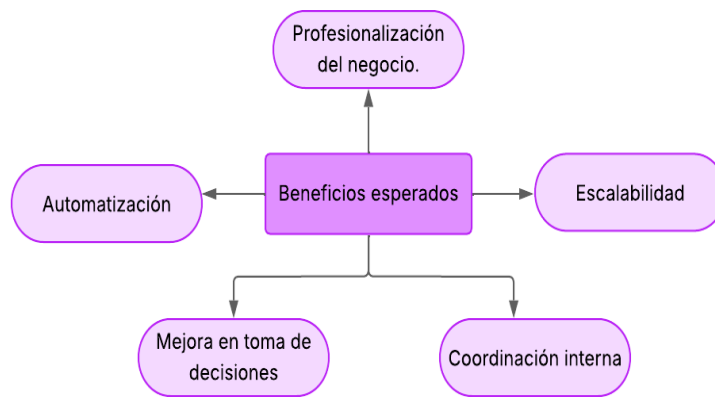 Profesionalización
del negocio.
Automatización
Beneficios esperados
Escalabilidad
Mejora en toma de
decisiones
Coordinación interna